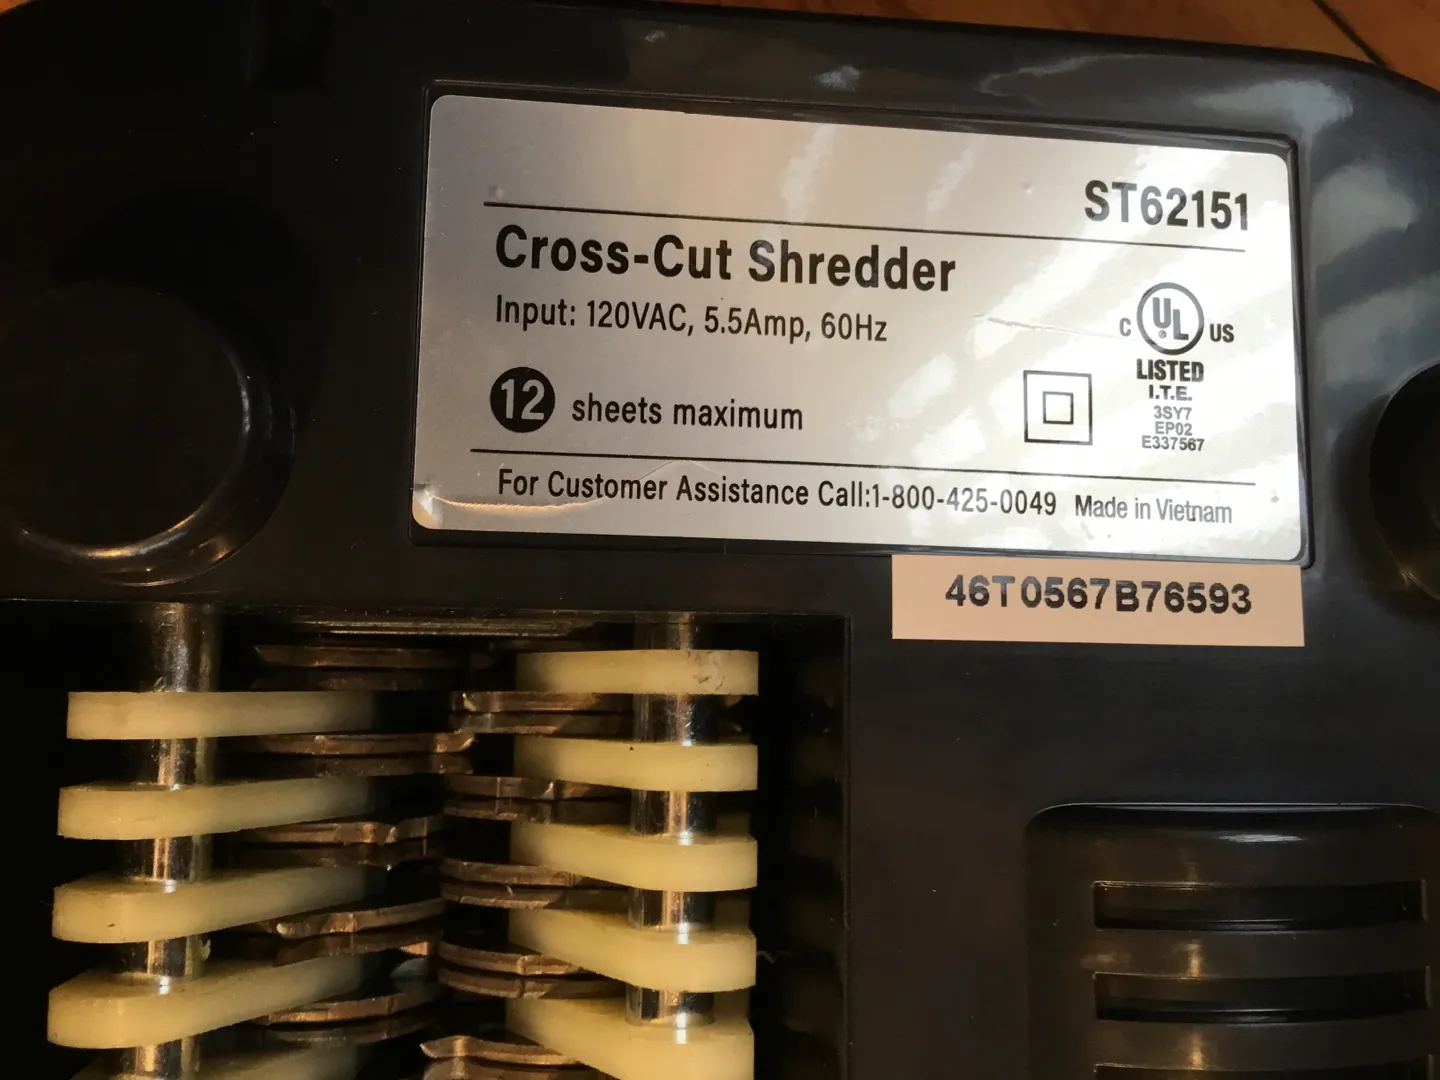 ST62151
Cross-Cut Shredder
Input: 120VAC, 5.5Amp, 60Hz
12 sheets maximum
C UL US
LISTED
I.T.E.
3SY7
EP02
E337567
For Customer Assistance Call:1-800-425-0049 Made in Vietnam
46T0567B76593